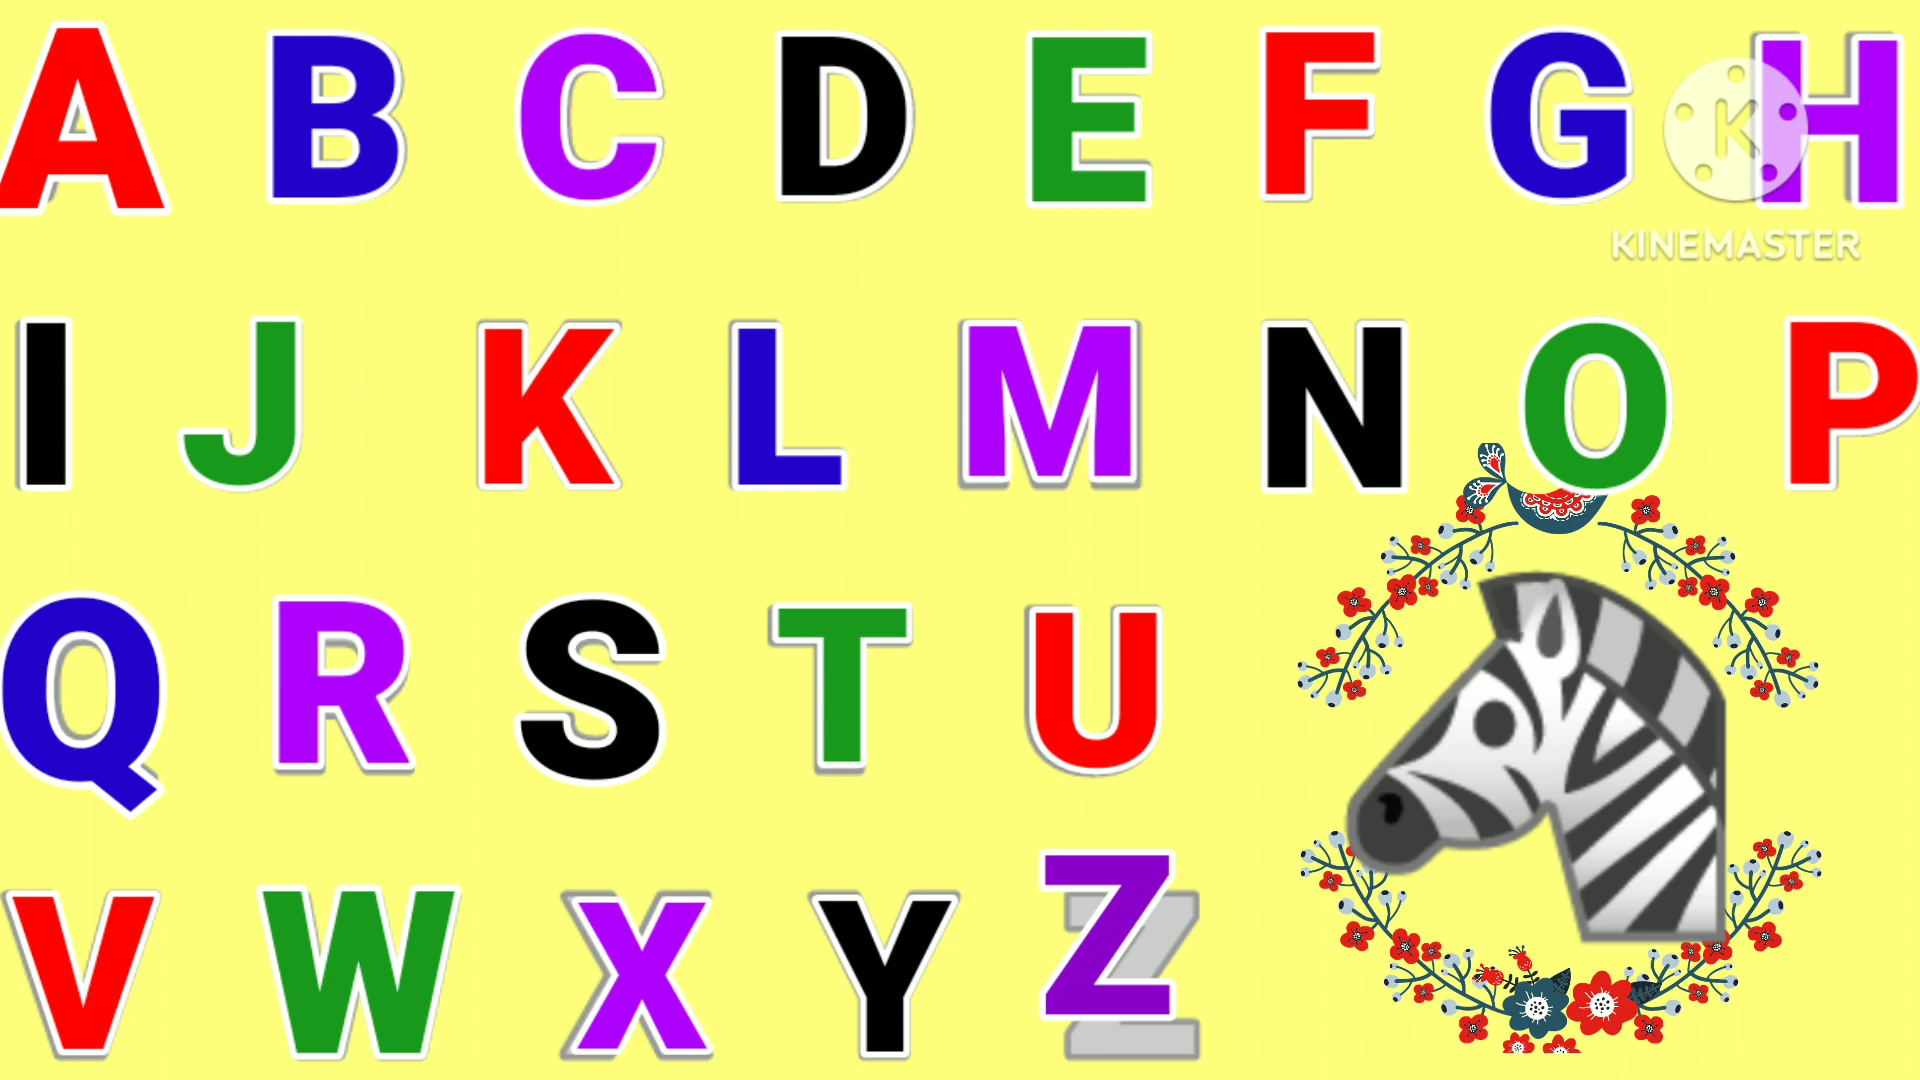 A B C D E F G H
KINEMASTER
I J K L M N O P
Q R S T U
V W X Y Z